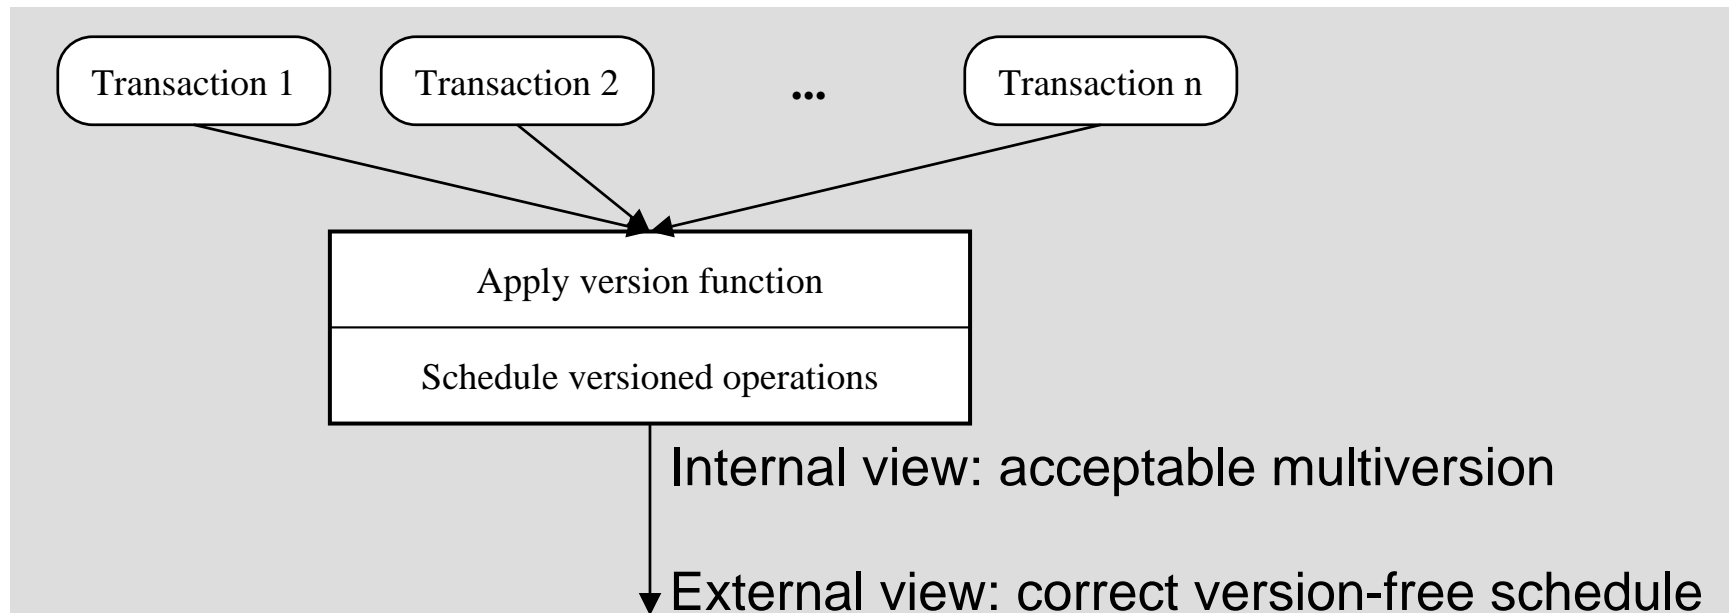 Transaction 1 Transaction 2 ... Transaction n
Apply version function
Schedule versioned operations
Internal view: acceptable multiversion
External view: correct version-free schedule